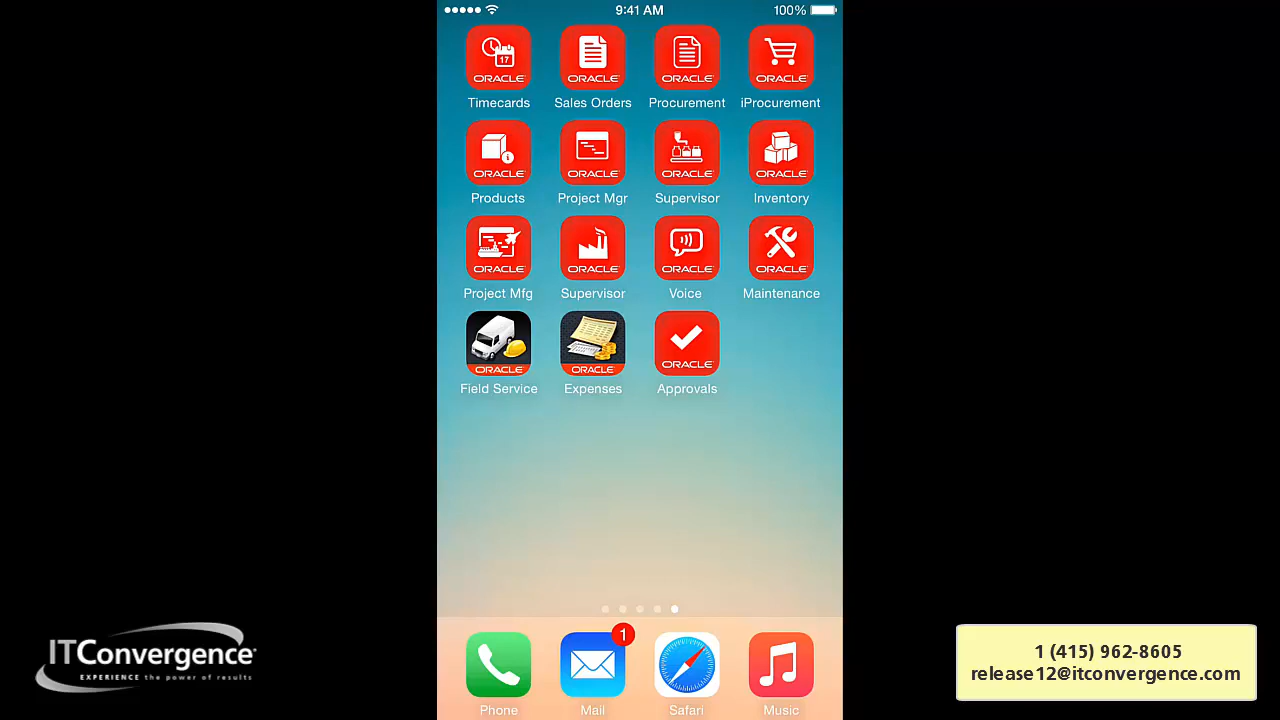 9:41 AM
100%
17
ORACLE ORACLE ORACLE ORACLE
Timecards Sales Orders Procurement iProcurement
ORACLE ORACLE ORACLE ORACLE
Products Project Mgr Supervisor Inventory
ORACLE ORACLE ORACLE ORACLE
Project Mfg Supervisor Voice Maintenance
ORACLE ORACLE ORACLE
Field Service Expenses Approvals
1
Phone Mail Safari Music
ITConvergence
EXPERIENCE the power of results
1 (415) 962-8605
release12@itconvergence.com